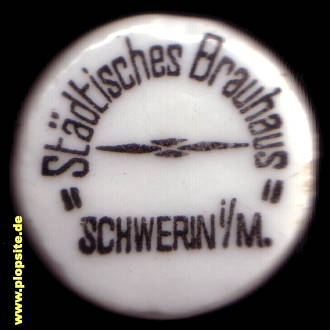 = Städtisches Brauhaus =
SCHWERIN i/M.
www.plopsite.de